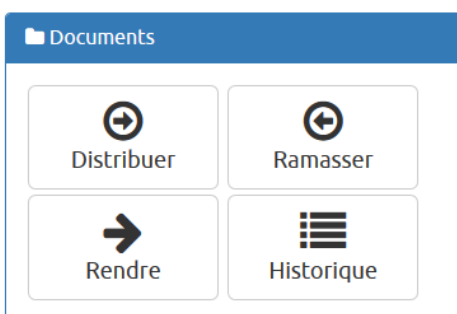 Documents
Distribuer
Ramasser
Rendre
Historique